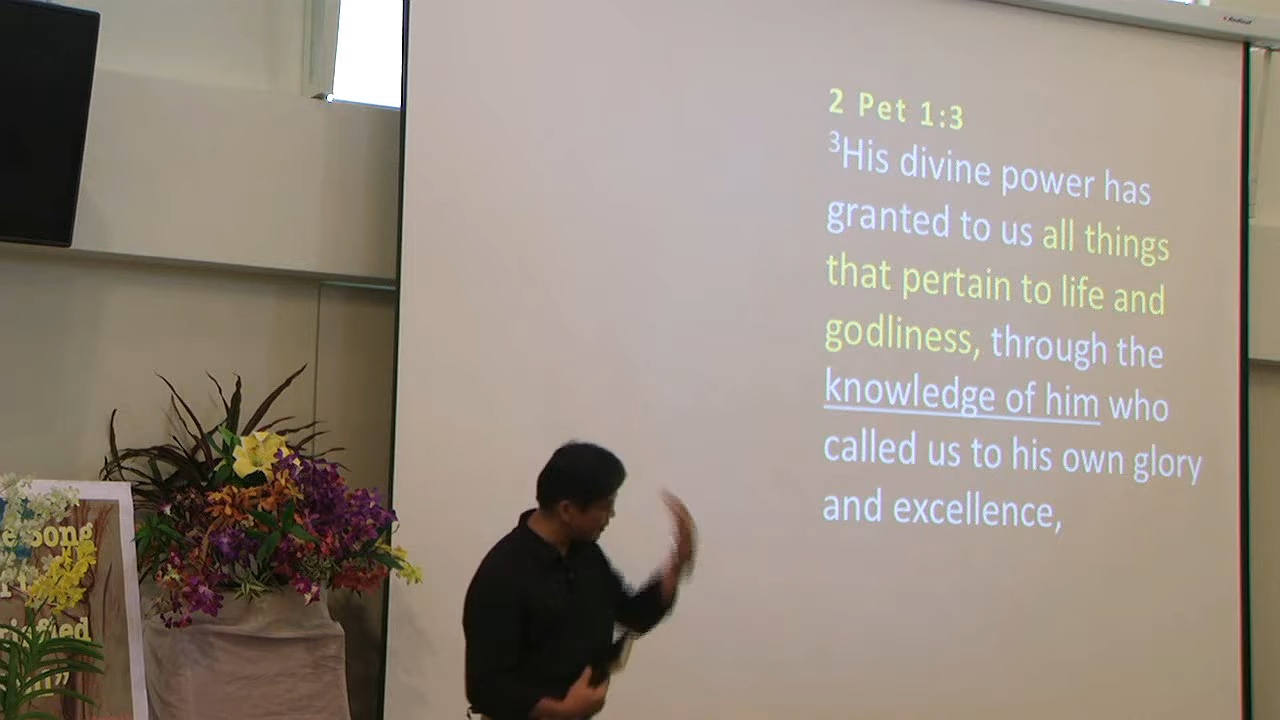 2 Pet 1:3
³His divine power has
granted to us all things
that pertain to life and
godliness, through the
knowledge of him who
called us to his own glory
and excellence,
Song